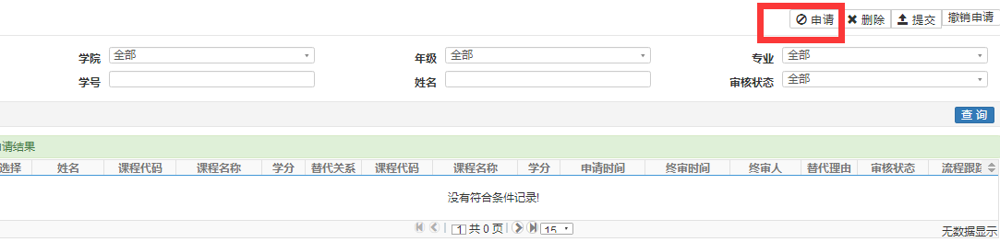 申请 删除 提交 撤销申请
学院 全部 年级 全部 专业 全部
学号 姓名 审核状态 全部
查 询
请结果
选择 姓名 课程代码 课程名称 学分 替代关系 课程代码 课程名称 学分 申请时间 终审时间 终审人 替代理由 审核状态 流程跟踪
没有符合条件记录!
1 共 0 页 15
无数据显示